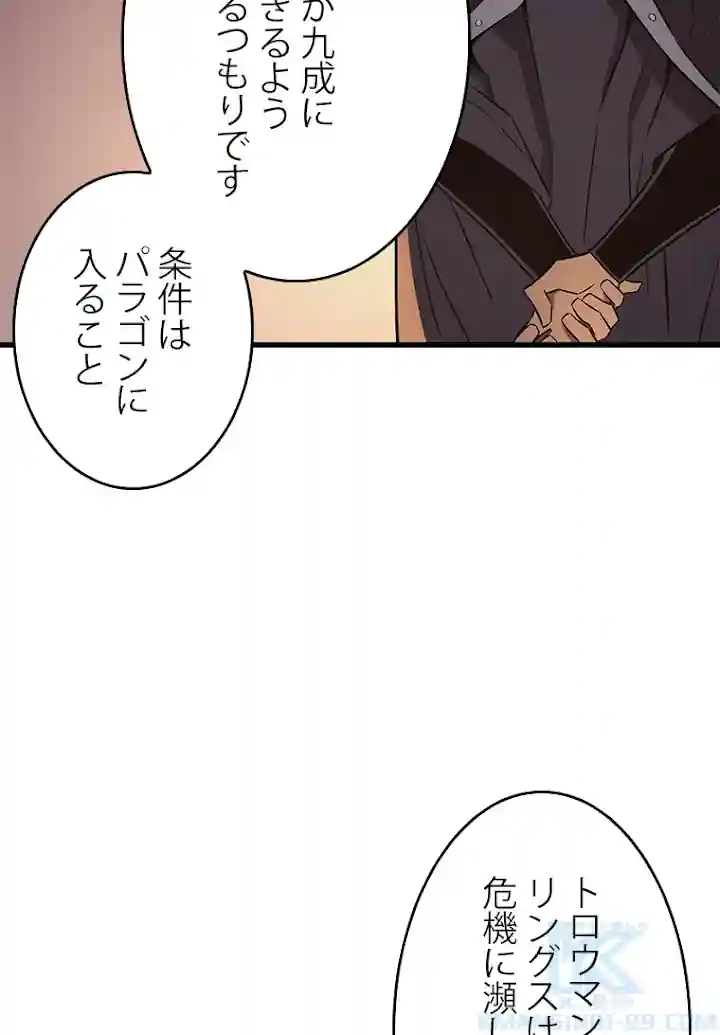 か九成に
さるよう
るつもりです
条件は
パラゴンに
入ること
トロウマン
リングスは
危機に瀕し